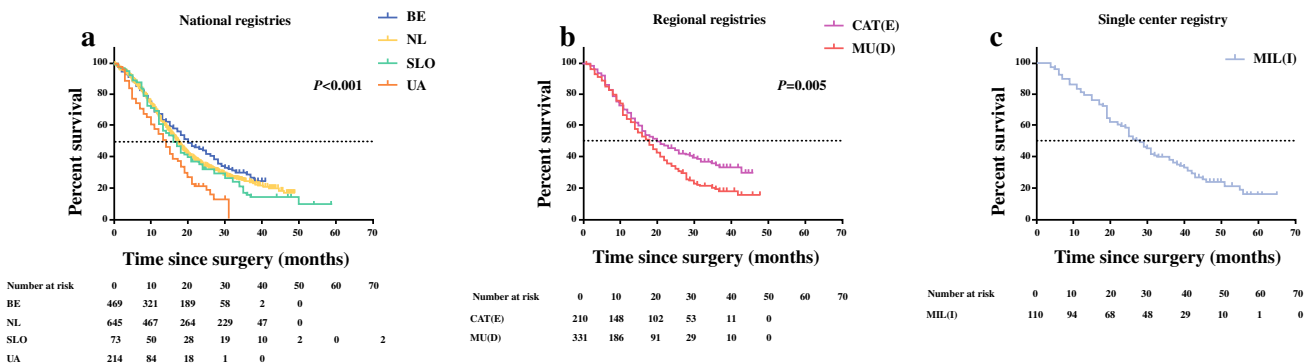 National registries
a
BE
NL
SLO
UA
P<0.001
Percent survival
100
80
60
40
20
0
0 10 20 30 40 50 60 70
Time since surgery (months)
Number at risk 0 10 20 30 40 50 60 70
BE 469 321 189 58 2 0
NL 645 467 264 229 47 0
SLO 73 50 28 19 10 2 0 2
UA 214 84 18 1 0
Regional registries
b
CAT(E)
MU(D)
P=0.005
Percent survival
100
80
60
40
20
0
0 10 20 30 40 50 60 70
Time since surgery (months)
Number at risk 0 10 20 30 40 50 60 70
CAT(E) 210 148 102 53 11 0
MU(D) 331 186 91 29 10 0
Single center registry
c
MIL(I)
Percent survival
100
80
60
40
20
0
0 10 20 30 40 50 60 70
Time since surgery (months)
Number at risk 0 10 20 30 40 50 60 70
MIL(I) 110 94 68 48 29 10 1 0